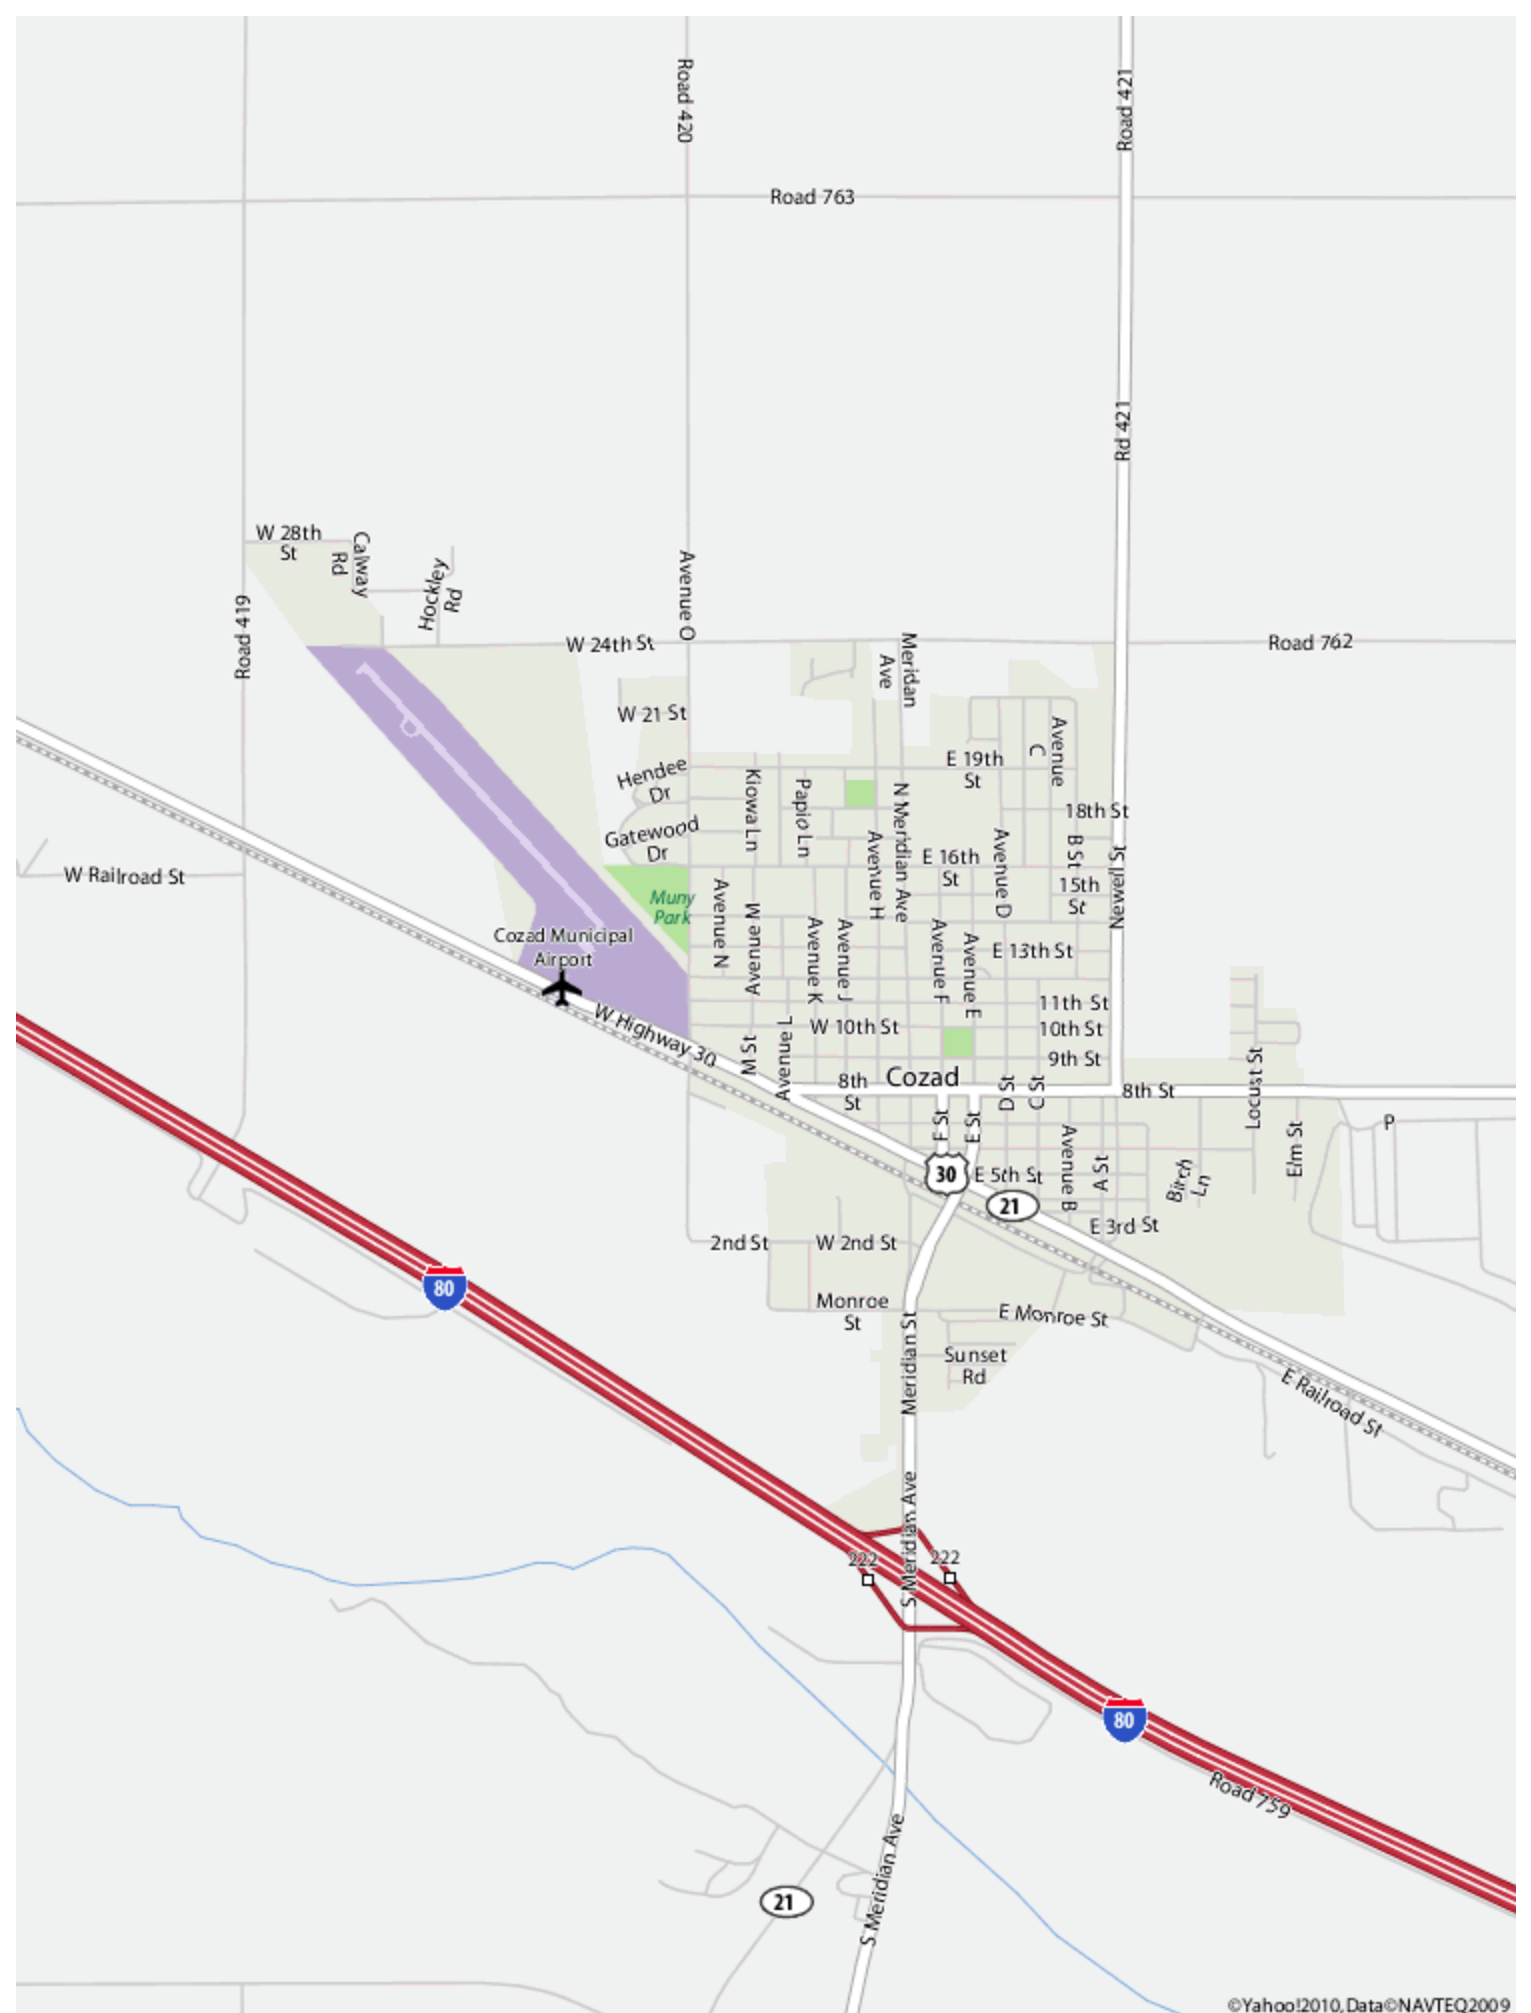 Road 420
Road 421
Road 763
Rd 421
W 28th
St
Calway
Rd
Hockley
Rd
Avenue O
Road 419
W 24th St
Road 762
Meridan
Ave
W 21 St
Avenue
C
E 19th
St
Hendee
Dr
Kiowa Ln
Papio Ln
N Meridian Ave
18th St
Gatewood
Dr
Avenue H
E 16th
St
Avenue D
B St
Newell St
15th
St
W Railroad St
Muny
Park
Avenue N
Avenue M
Avenue K
Avenue J
Avenue F
Avenue E
E 13th St
Cozad Municipal
Airport
11th St
W Highway 30
W 10th St
10th St
M St
Avenue L
9th St
Cozad
8th
St
D St
C St
8th St
Locust St
F St
E St
P
Avenue B
A St
Birch
Ln
Elm St
30
E 5th St
21
E 3rd St
2nd St
W 2nd St
80
Monroe
St
E Monroe St
Meridian St
Sunset
Rd
E Railroad St
S Meridian Ave
222
222
80
Road 759
S Meridian Ave
21
©Yahoo!2010, Data©NAVTEQ2009